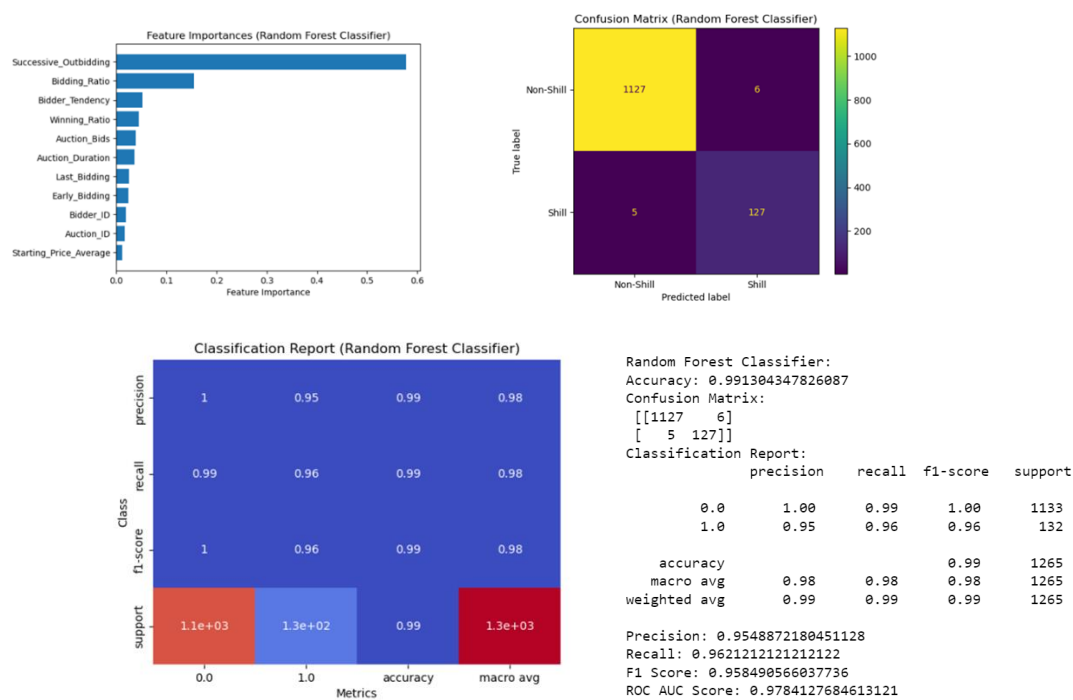 Feature Importances (Random Forest Classifier)
Successive_Outbidding
Bidding_Ratio
Bidder_Tendency
Winning_Ratio
Auction_Bids
Auction_Duration
Last_Bidding
Early_Bidding
Bidder_ID
Auction_ID
Starting_Price_Average
0.0 0.1 0.2 0.3 0.4 0.5 0.6
Feature Importance
Confusion Matrix (Random Forest Classifier)
True label
Non-Shill 1127 6
Shill 5 127
Non-Shill Shill
Predicted label
1000
800
600
400
200
Classification Report (Random Forest Classifier)
Class
precision 1 0.95 0.99 0.98
recall 0.99 0.96 0.99 0.98
f1-score 1 0.96 0.99 0.98
support 1.1e+03 1.3e+02 0.99 1.3e+03
0.0 1.0 accuracy macro avg
Metrics
Random Forest Classifier:
Accuracy: 0.991304347826087
Confusion Matrix:
[[1127 6]
[ 5 127]]
Classification Report:
precision recall f1-score support
0.0 1.00 0.99 1.00 1133
1.0 0.95 0.96 0.96 132
accuracy 0.99 1265
macro avg 0.98 0.98 0.98 1265
weighted avg 0.99 0.99 0.99 1265
Precision: 0.9548872180451128
Recall: 0.9621212121212122
F1 Score: 0.958490566037736
ROC AUC Score: 0.9784127684613121